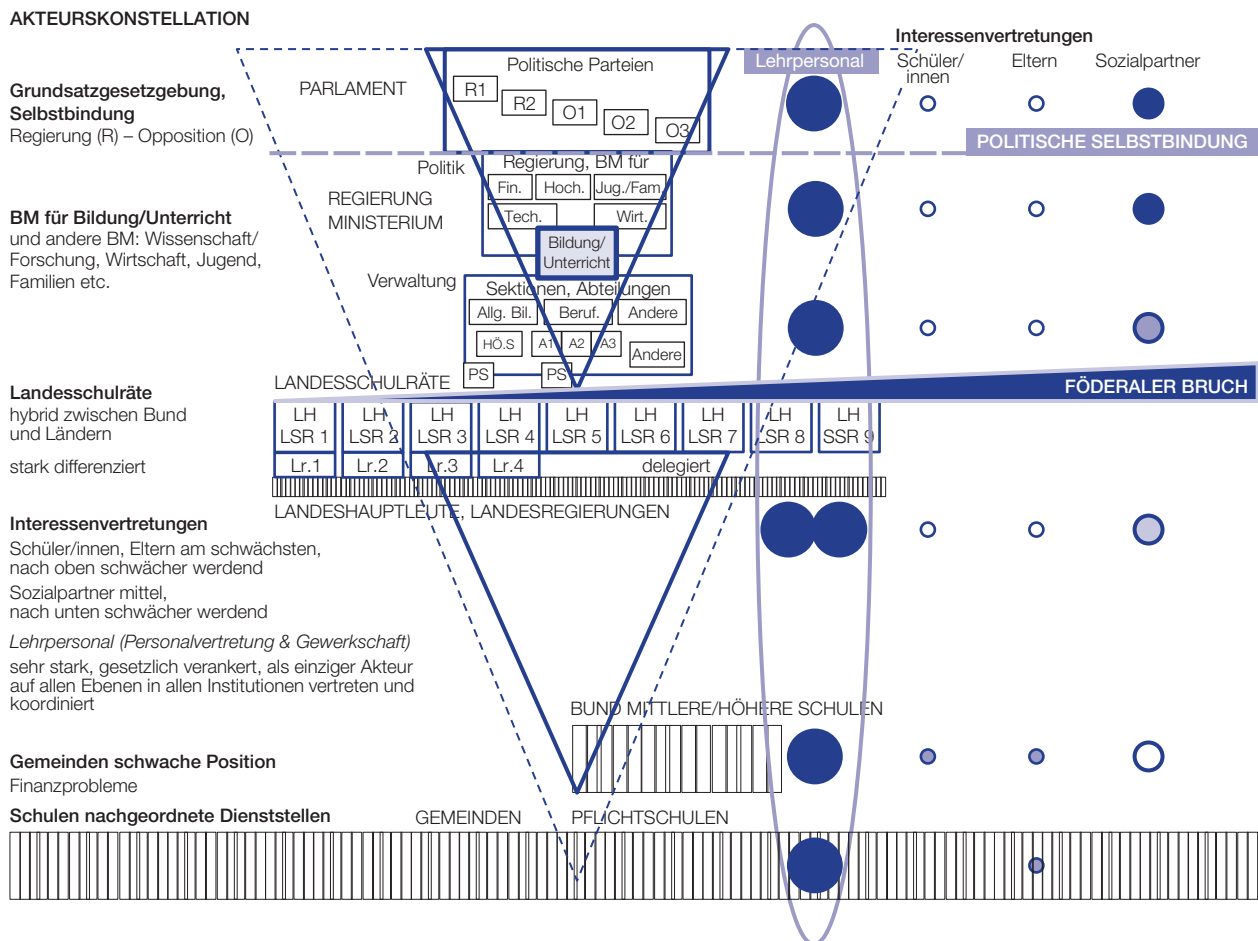 AKTEURSKONSTELLATION
Interessenvertretungen
Lehrpersonal
Schüler/
innen
Eltern
Sozialpartner
Grundsatzgesetzgebung,
Selbstbindung
Regierung (R) – Opposition (O)
PARLAMENT
Politische Parteien
R1
R2
O1
O2
O3
POLITISCHE SELBSTBINDUNG
Politik
Regierung, BM für
Fin.
Hoch.
Jug./Fam.
Tech.
Wirt.
REGIERUNG
MINISTERIUM
BM für Bildung/Unterricht
und andere BM: Wissenschaft/
Forschung, Wirtschaft, Jugend,
Familien etc.
Bildung/
Unterricht
Verwaltung
Sektionen, Abteilungen
Allg. Bil.
Beruf.
Andere
HÖ.S
A1
A2
A3
Andere
PS
PS
LANDESSCHULRÄTE
FÖDERALER BRUCH
Landesschulräte
hybrid zwischen Bund
und Ländern
stark differenziert
LH
LSR 1
LH
LSR 2
LH
LSR 3
LH
LSR 4
LH
LSR 5
LH
LSR 6
LH
LSR 7
LH
LSR 8
LH
SSR 9
Lr.1
Lr.2
Lr.3
Lr.4
delegiert
LANDESHAUPTLEUTE, LANDESREGIERUNGEN
Interessenvertretungen
Schüler/innen, Eltern am schwächsten,
nach oben schwächer werdend
Sozialpartner mittel,
nach unten schwächer werdend
Lehrpersonal (Personalvertretung & Gewerkschaft)
sehr stark, gesetzlich verankert, als einziger Akteur
auf allen Ebenen in allen Institutionen vertreten und
koordiniert
BUND MITTLERE/HÖHERE SCHULEN
Gemeinden schwache Position
Finanzprobleme
Schulen nachgeordnete Dienststellen
GEMEINDEN
PFLICHTSCHULEN